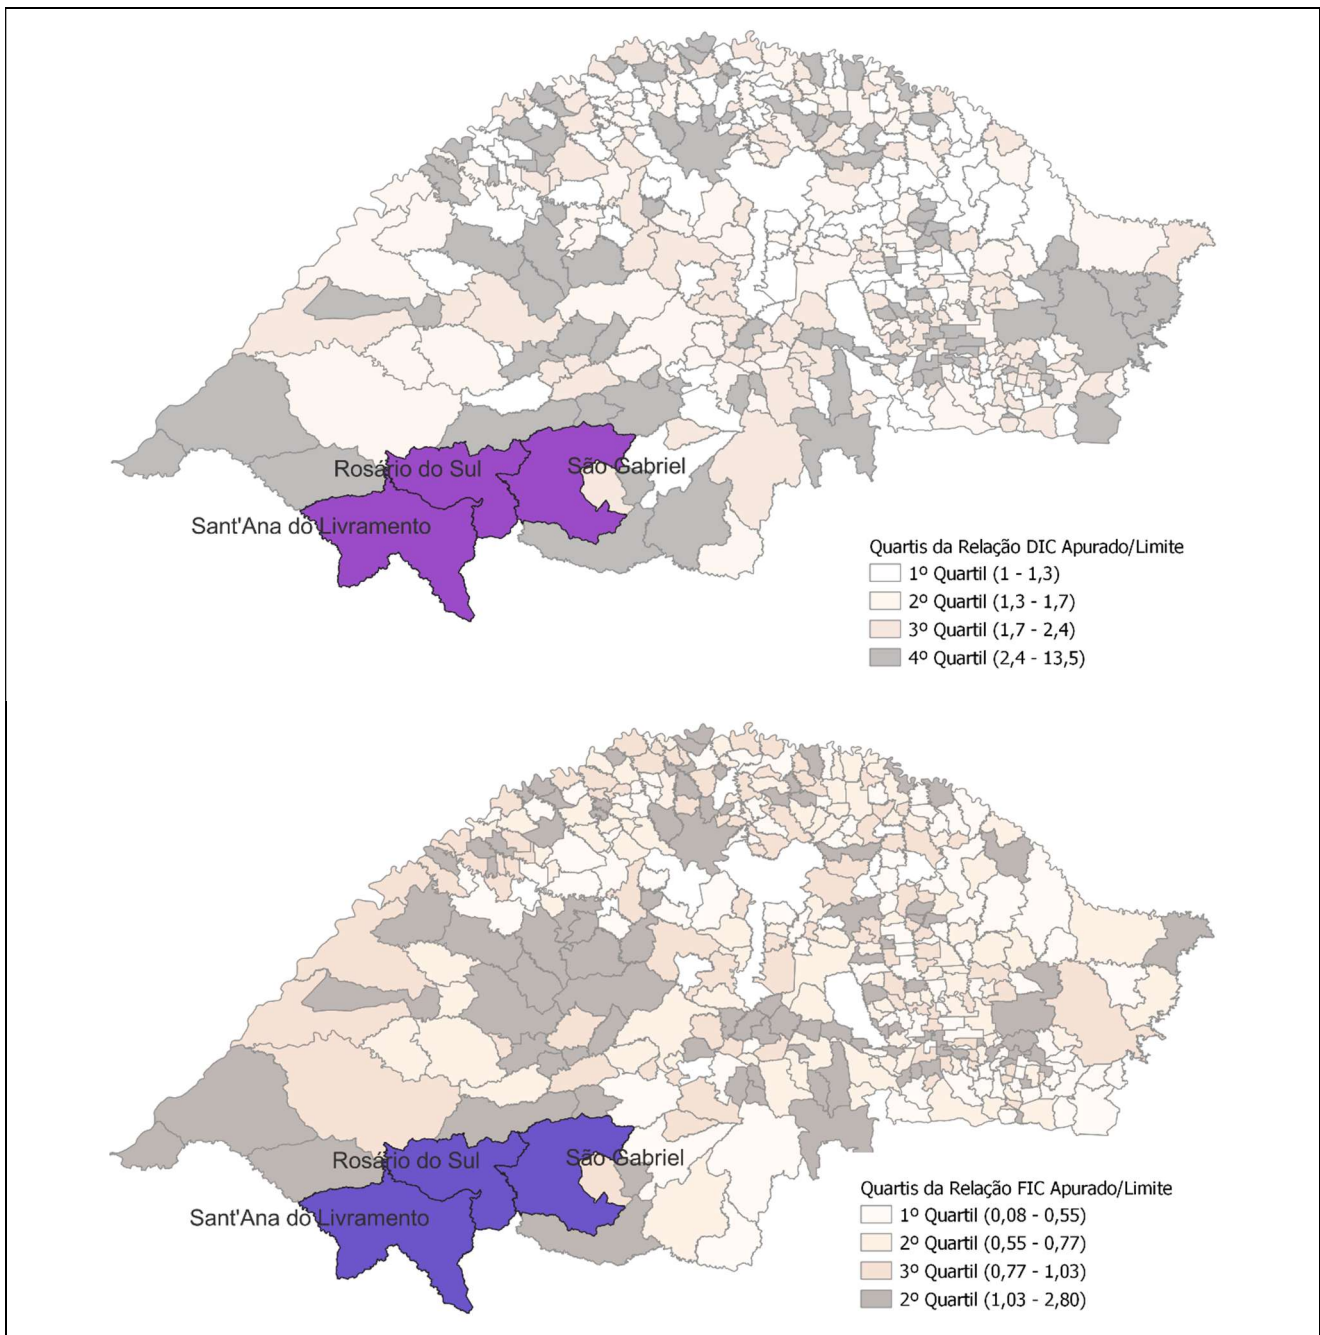 Rosário do Sul
São Gabriel
Sant'Ana do Livramento
Quartis da Relação DIC Apurado/Limite
1º Quartil (1 - 1,3)
2º Quartil (1,3 - 1,7)
3º Quartil (1,7 - 2,4)
4º Quartil (2,4 - 13,5)
Rosário do Sul
São Gabriel
Sant'Ana do Livramento
Quartis da Relação FIC Apurado/Limite
1º Quartil (0,08 - 0,55)
2º Quartil (0,55 - 0,77)
3º Quartil (0,77 - 1,03)
2º Quartil (1,03 - 2,80)